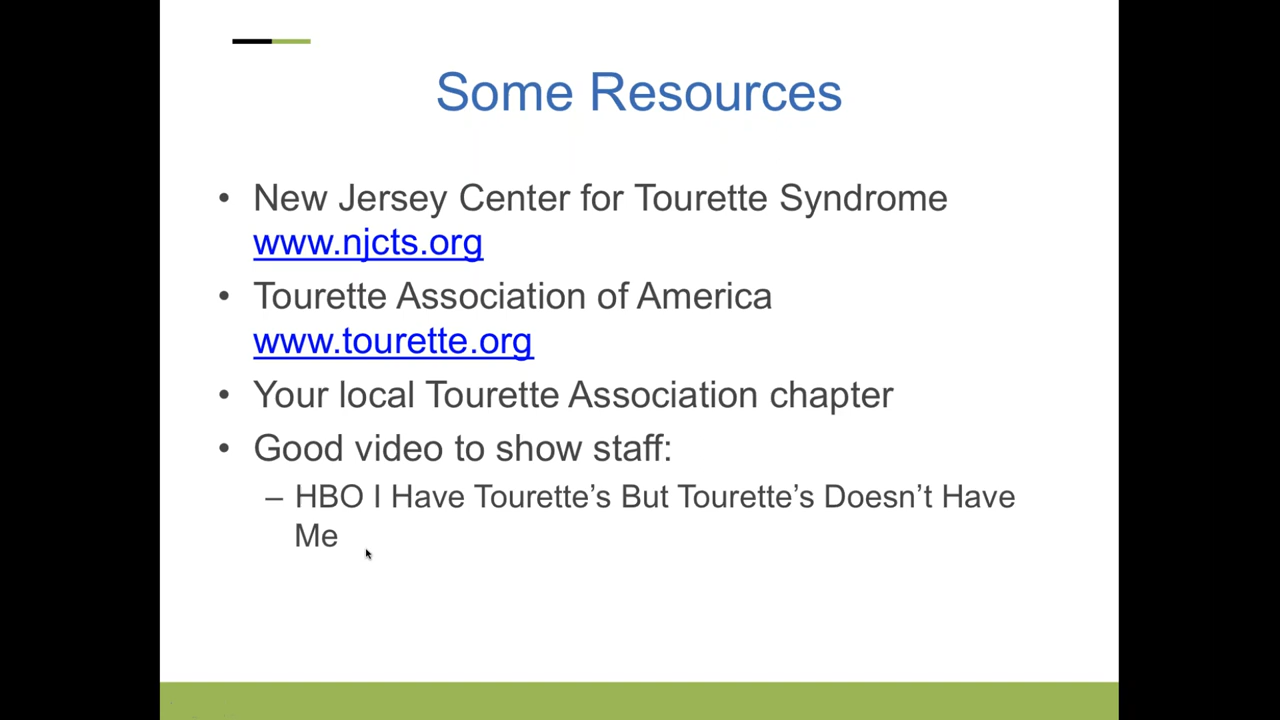 Some Resources
• New Jersey Center for Tourette Syndrome
www.njcts.org
• Tourette Association of America
www.tourette.org
• Your local Tourette Association chapter
• Good video to show staff:
– HBO I Have Tourette’s But Tourette’s Doesn’t Have
Me